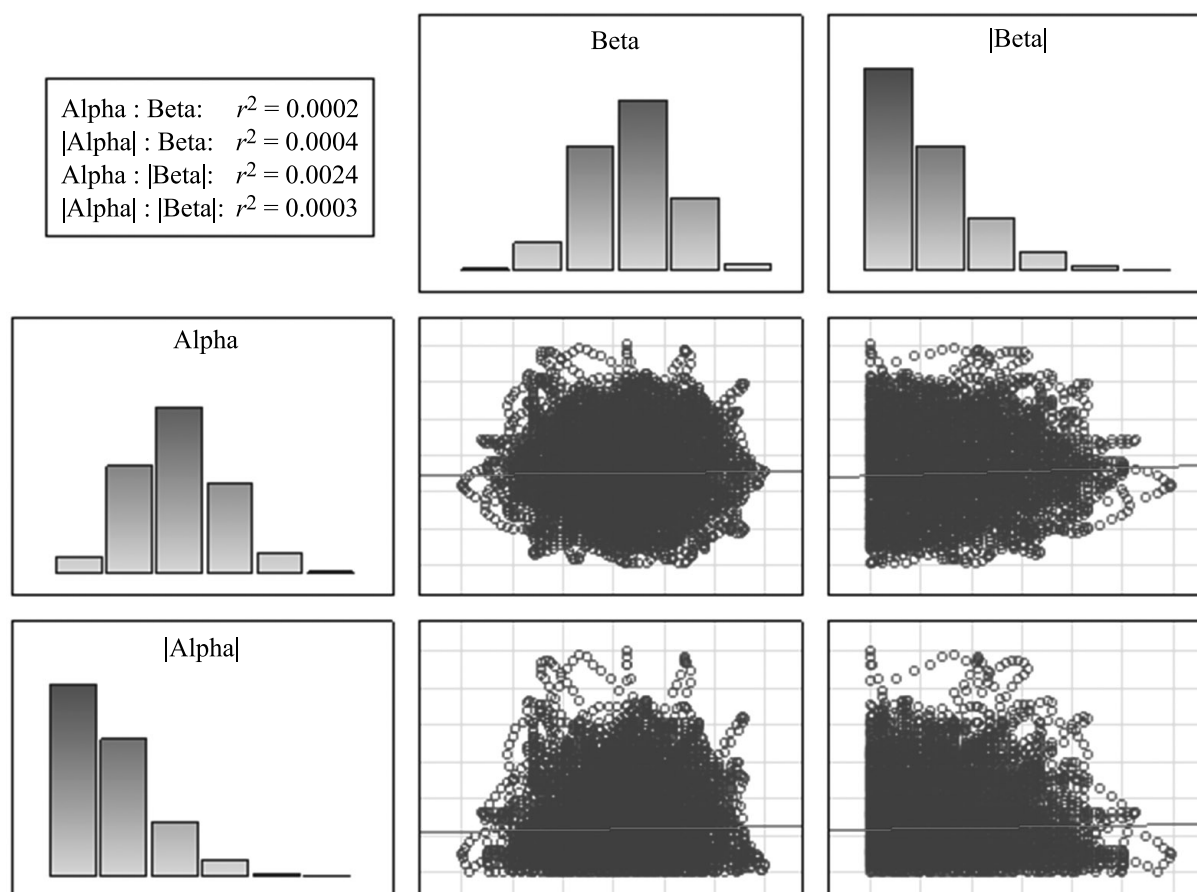 Beta
|Beta|
Alpha : Beta: r² = 0.0002
|Alpha| : Beta: r² = 0.0004
Alpha : |Beta|: r² = 0.0024
|Alpha| : |Beta|: r² = 0.0003
Alpha
|Alpha|